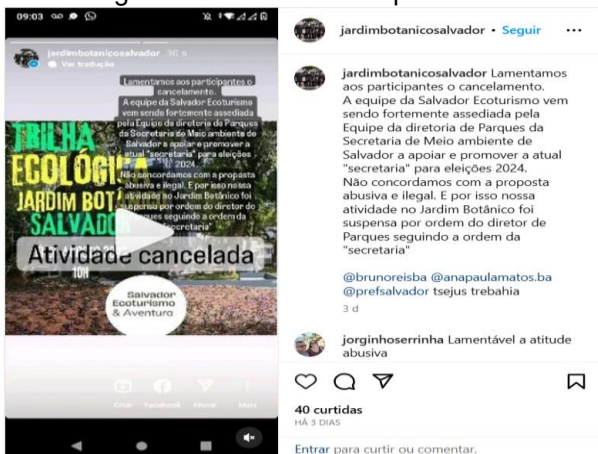 09:03
jardimbotanicosalvador 30 s
Ver tradução
Lamentamos aos participantes o
cancelamento.
A equipe da Salvador Ecoturismo vem
sendo fortemente assediada
pela Equipe da diretoria de Parques
da Secretaria de Meio ambiente de
Salvador a apoiar e promover a
atual "secretaria" para eleições
2024.
Não concordamos com a proposta
abusiva e ilegal. E por isso nossa
atividade no Jardim Botânico foi
suspensa por ordem do diretor de
Parques seguindo a ordem da
"secretaria"
TRILHA
ECOLÓGICA
JARDIM BOT
SALVADOR
Atividade cancelada
10H
Salvador
Ecoturismo
& Aventura
Criar Facebook Enviar Mais
jardimbotanicosalvador • Seguir
jardimbotanicosalvador Lamentamos
aos participantes o cancelamento.
A equipe da Salvador Ecoturismo vem
sendo fortemente assediada pela
Equipe da diretoria de Parques da
Secretaria de Meio ambiente de
Salvador a apoiar e promover a atual
"secretaria" para eleições 2024.
Não concordamos com a proposta
abusiva e ilegal. E por isso nossa
atividade no Jardim Botânico foi
suspensa por ordem do diretor de
Parques seguindo a ordem da
"secretaria"
@brunoreisba @anapaulamatos.ba
@prefsalvador tsejus trebahia
3 d
jorginhoserrinha Lamentável a atitude
abusiva
40 curtidas
HÁ 3 DIAS
Entrar para curtir ou comentar.